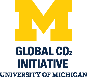 M
GLOBAL CO₂
INITIATIVE
UNIVERSITY OF MICHIGAN